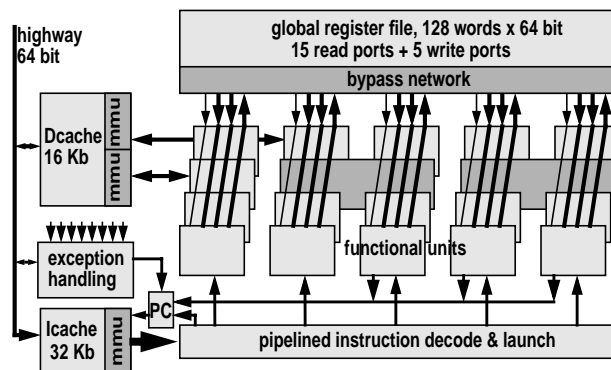 highway
64 bit
global register file, 128 words x 64 bit
15 read ports + 5 write ports
bypass network
Dcache
16 Kb
mmu
mmu
functional units
exception
handling
PC
Icache
32 Kb
mmu
pipelined instruction decode & launch